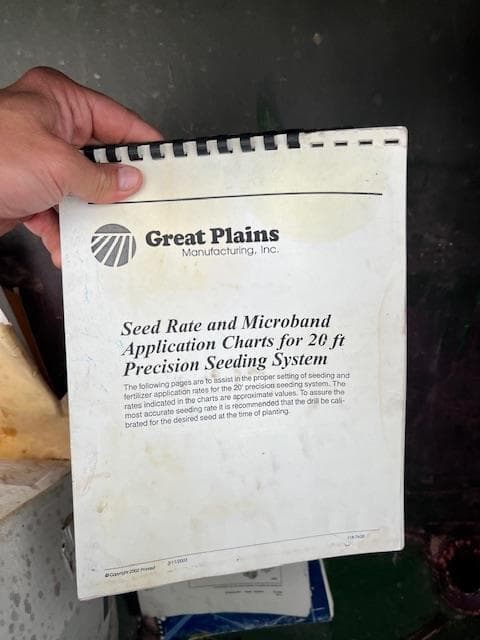 Great Plains
Manufacturing, Inc.
Seed Rate and Microband
Application Charts for 20 ft
Precision Seeding System
The following pages are to assist in the proper setting of seeding and
fertilizer application rates for the 20' precision seeding system. The
rates indicated in the charts are approximate values. To assure the
most accurate seeding rate it is recommended that the drill be cali-
brated for the desired seed at the time of planting.
© Copyright 2002 Printed